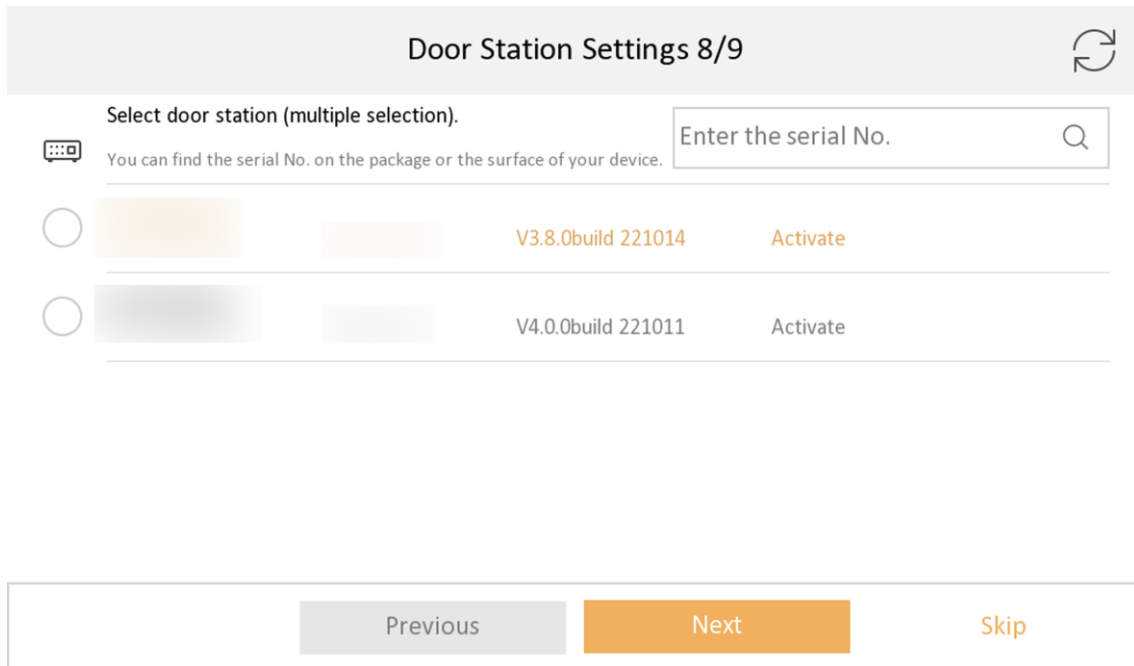 Door Station Settings 8/9
Select door station (multiple selection).
You can find the serial No. on the package or the surface of your device.
Enter the serial No.
V3.8.0build 221014 Activate
V4.0.0build 221011 Activate
Previous Next Skip